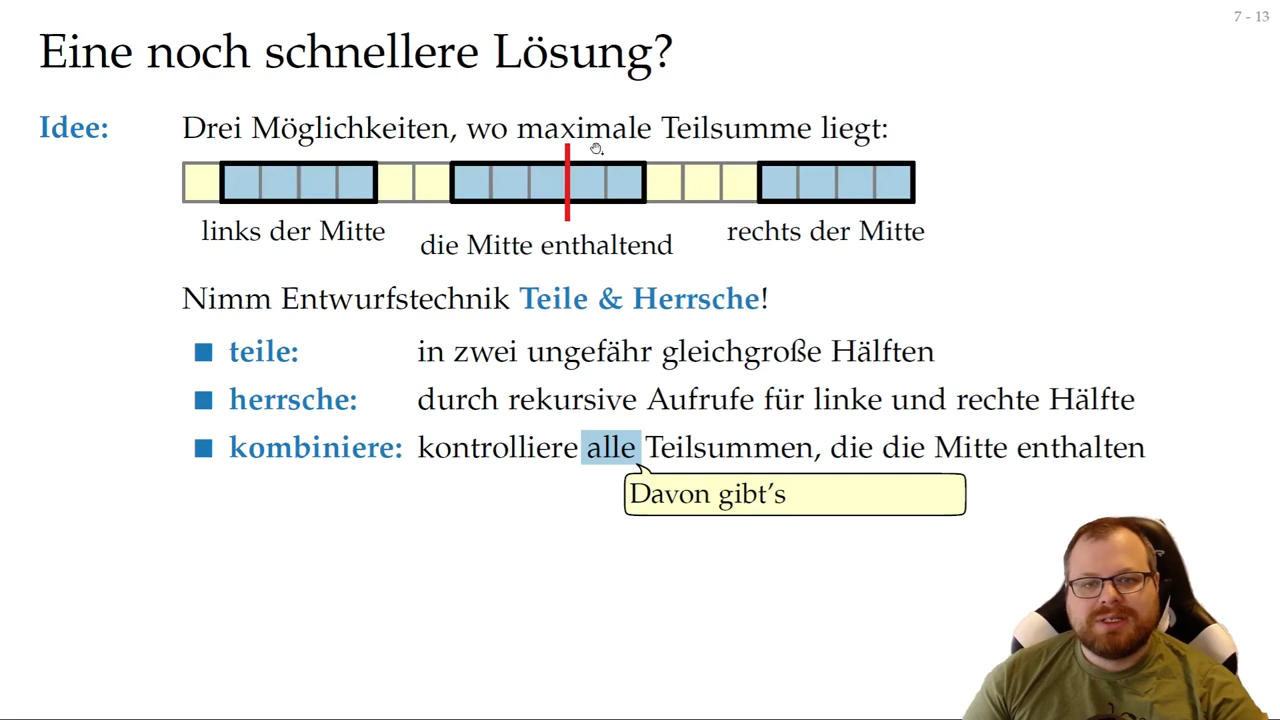 7 - 13
Eine noch schnellere Lösung?
Idee: Drei Möglichkeiten, wo maximale Teilsumme liegt:
links der Mitte
die Mitte enthaltend
rechts der Mitte
Nimm Entwurfstechnik Teile & Herrsche!
■ teile: in zwei ungefähr gleichgroße Hälften
■ herrsche: durch rekursive Aufrufe für linke und rechte Hälfte
■ kombiniere: kontrolliere alle Teilsummen, die die Mitte enthalten
Davon gibt's